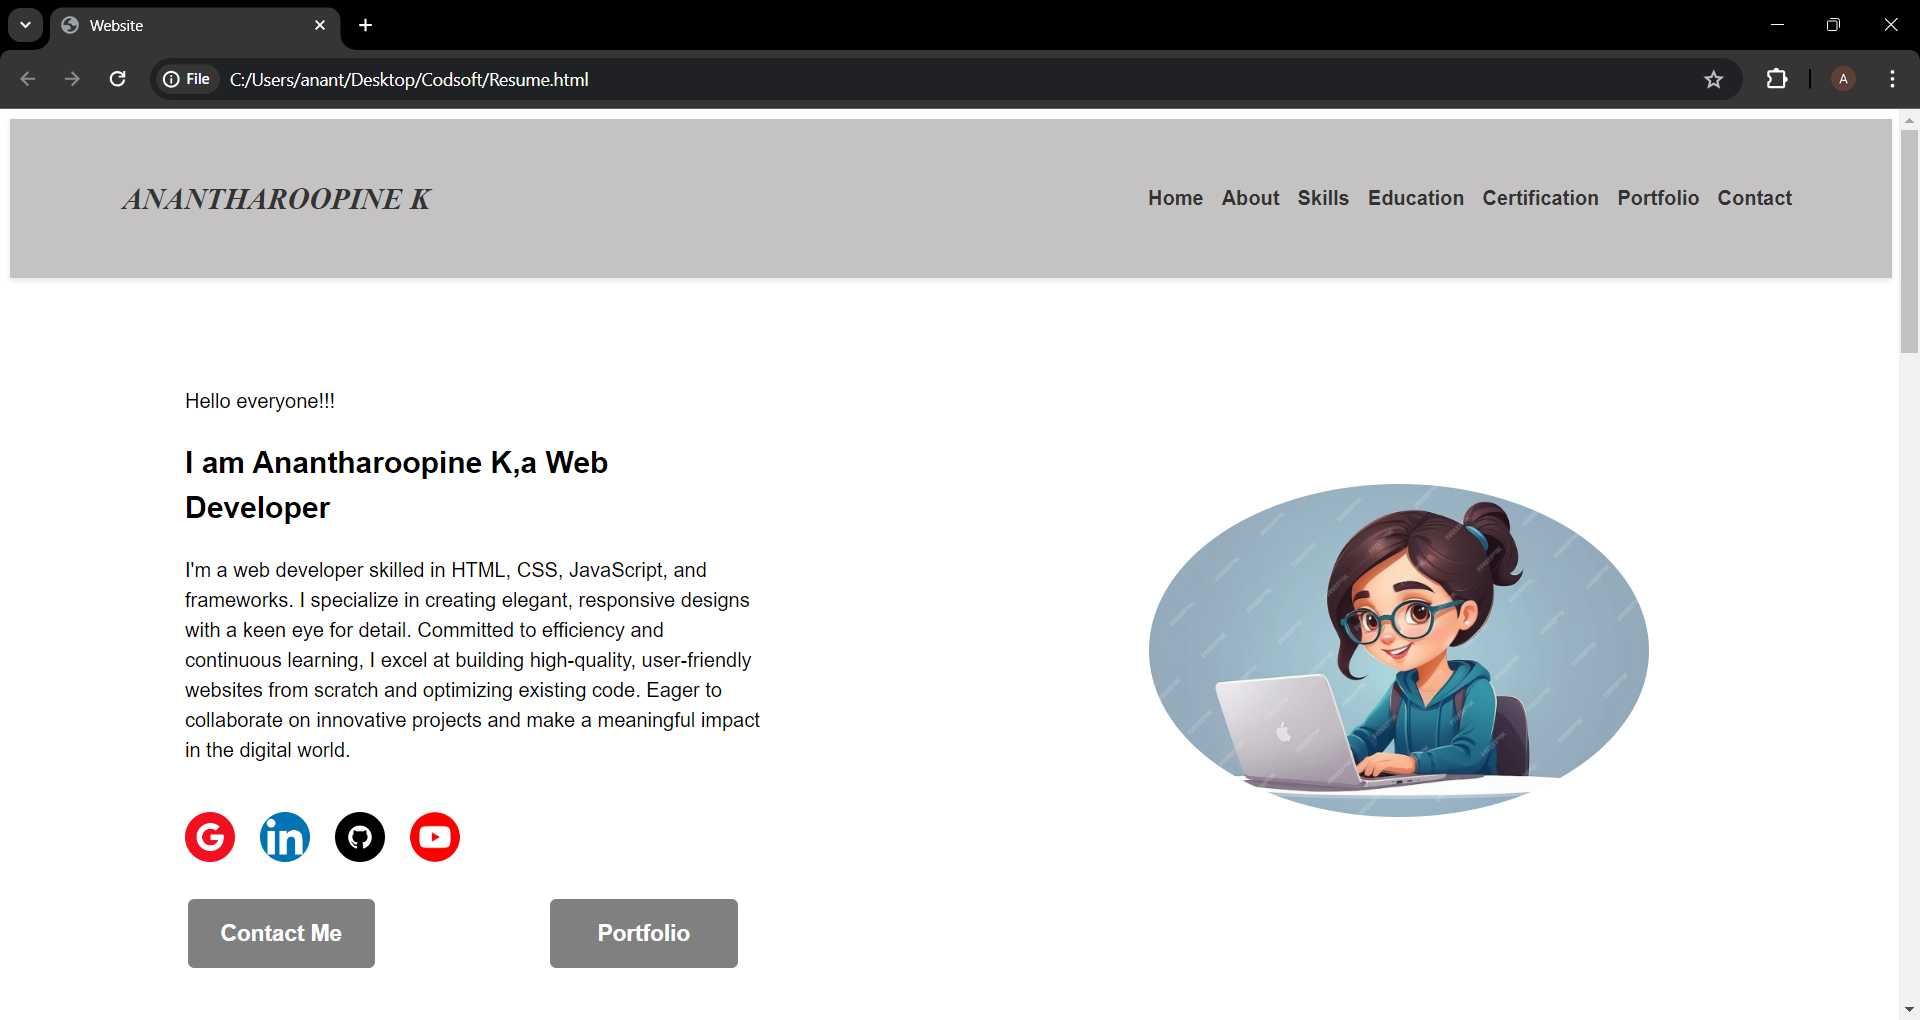 Website
File
C:/Users/anant/Desktop/Codsoft/Resume.html
A
ANANTHAROOPINE K
Home About Skills Education Certification Portfolio Contact
Hello everyone!!!
I am Anantharoopine K,a Web
Developer
I'm a web developer skilled in HTML, CSS, JavaScript, and
frameworks. I specialize in creating elegant, responsive designs
with a keen eye for detail. Committed to efficiency and
continuous learning, I excel at building high-quality, user-friendly
websites from scratch and optimizing existing code. Eager to
collaborate on innovative projects and make a meaningful impact
in the digital world.
G in
Contact Me Portfolio